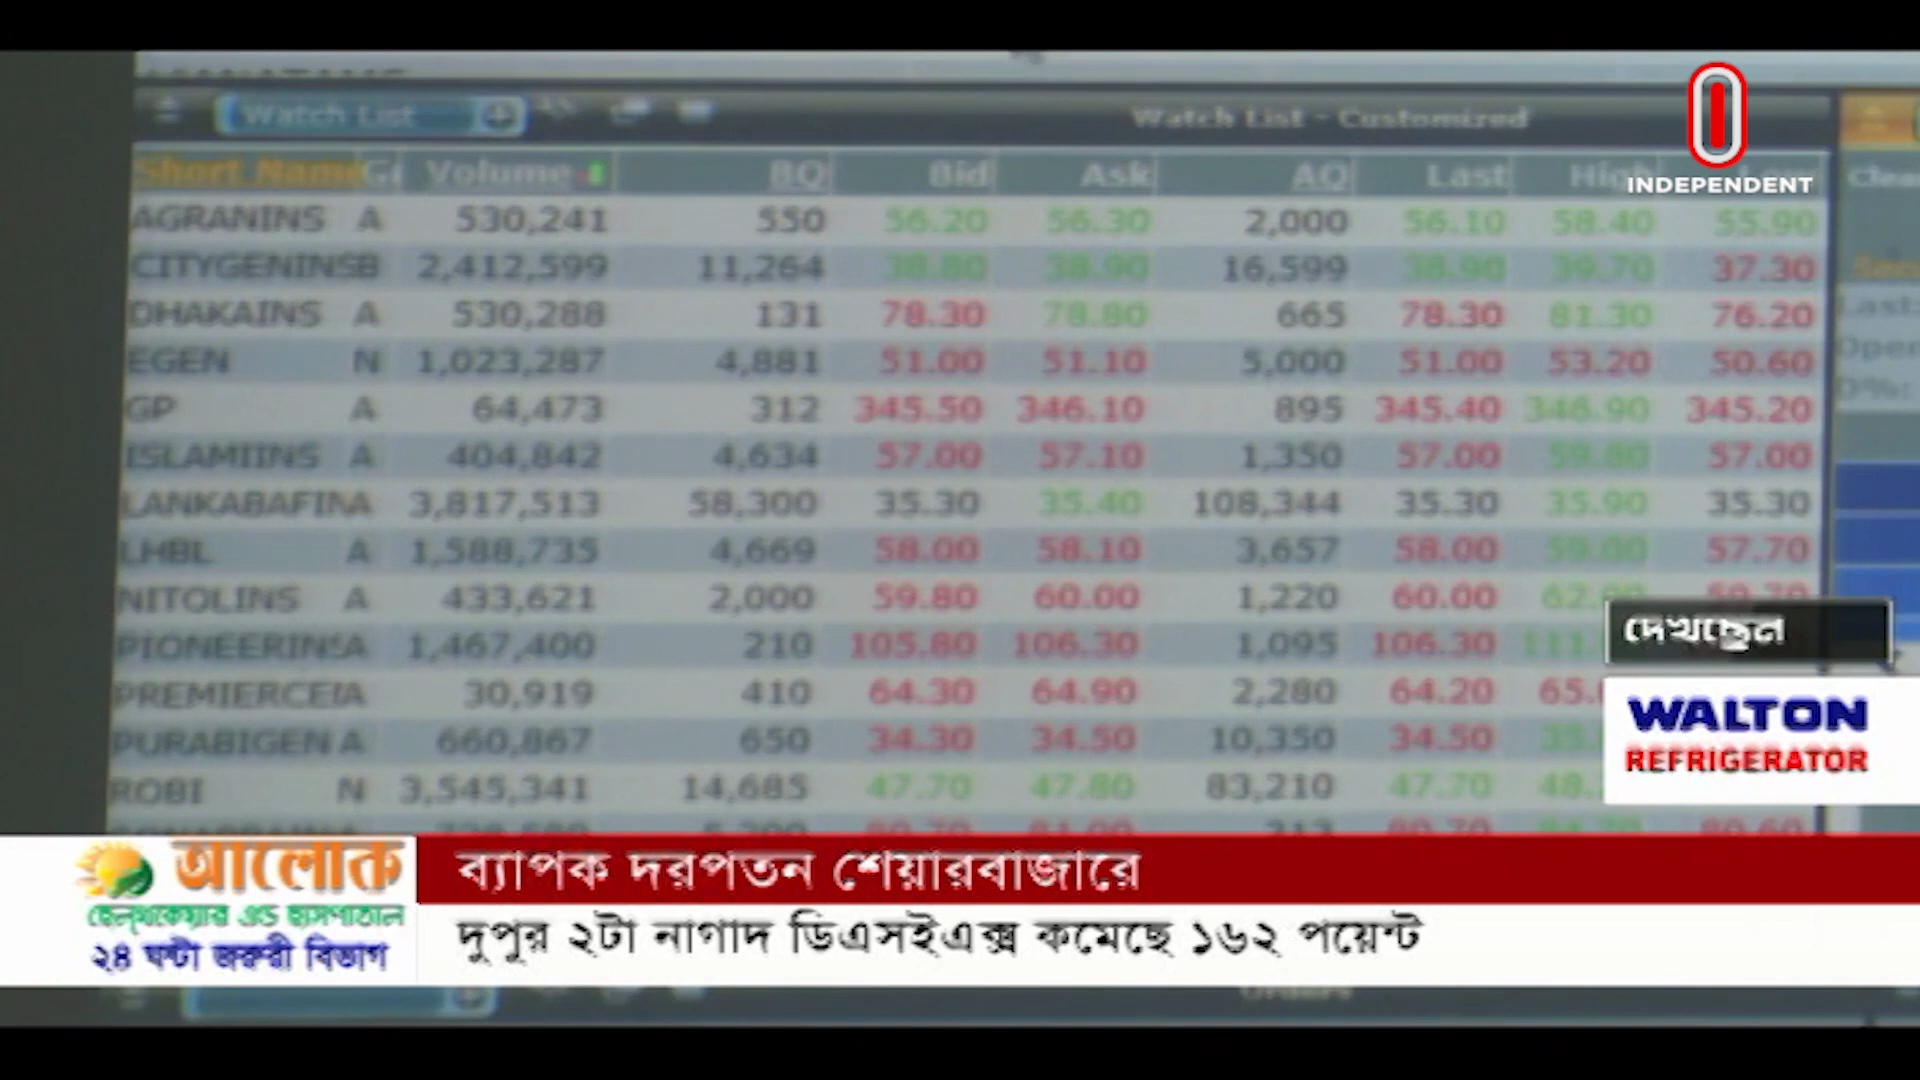 Watch List
Watch List - Customized
INDEPENDENT
Short Name Volume BQ Bid Ask AQ Last
AGRANINS A 530,241 550 56.20 56.30 2,000 56.10 58.40 55.90
CITYGENINSB 2,412,599 11,264 38.80 38.90 16,599 38.90 39.70 37.30
DHAKAINS A 530,288 131 78.30 78.80 665 78.30 81.30 76.20
EGEN N 1,023,287 4,881 51.00 51.10 5,000 51.00 53.20 50.60
GP A 64,473 312 345.50 346.10 895 345.40 346.90 345.20
ISLAMIINS A 404,842 4,634 57.00 57.10 1,350 57.00 59.80 57.00
LANKABAFINA 3,817,513 58,300 35.30 35.40 108,344 35.30 35.90 35.30
LHBL A 1,588,735 4,669 58.00 58.10 3,657 58.00 59.00 57.70
NITOLINS A 433,621 2,000 59.80 60.00 1,220 60.00
PIONEERINSA 1,467,400 210 105.80 106.30 1,095 106.30
PREMIERCEIA 30,919 410 64.30 64.90 2,280 64.20
PURABIGEN A 660,867 650 34.30 34.50 10,350 34.50
ROBI N 3,545,341 14,685 47.70 47.80 83,210 47.70
দেখছেন
WALTON
REFRIGERATOR
আলোক
হেলথকেয়ার এন্ড হাসপাতাল
২৪ ঘন্টা জরুরী বিভাগ
ব্যাপক দরপতন শেয়ারবাজারে
দুপুর ২টা নাগাদ ডিএসইএক্স কমেছে ১৬২ পয়েন্ট